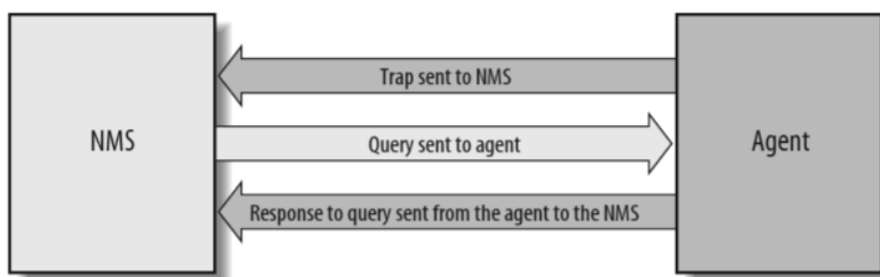 NMS
Trap sent to NMS
Query sent to agent
Response to query sent from the agent to the NMS
Agent